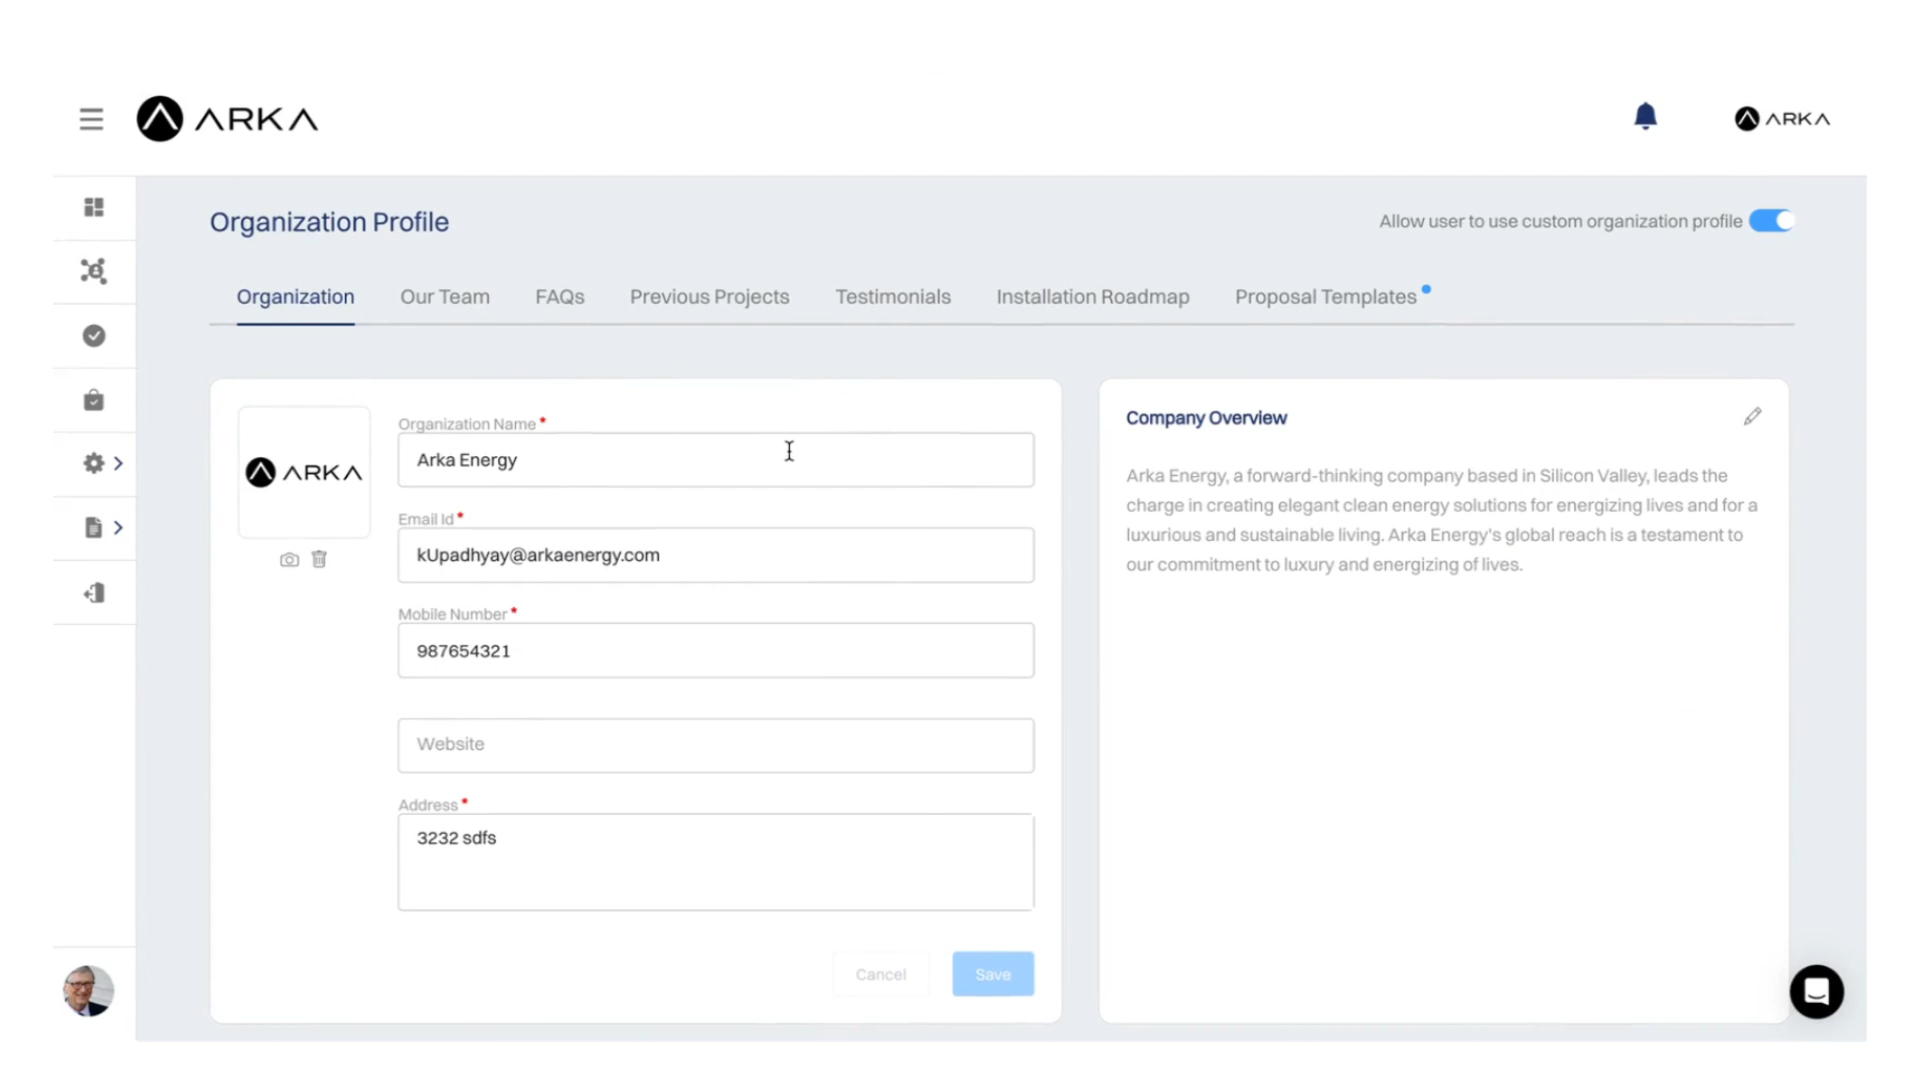 ARKA
ARKA
Organization Profile
Allow user to use custom organization profile
Organization
Our Team
FAQs
Previous Projects
Testimonials
Installation Roadmap
Proposal Templates
ARKA
Organization Name *
Arka Energy
Email Id *
kUpadhyay@arkaenergy.com
Mobile Number *
987654321
Website
Address *
3232 sdfs
Cancel
Save
Company Overview
Arka Energy, a forward-thinking company based in Silicon Valley, leads the
charge in creating elegant clean energy solutions for energizing lives and for a
luxurious and sustainable living. Arka Energy's global reach is a testament to
our commitment to luxury and energizing of lives.